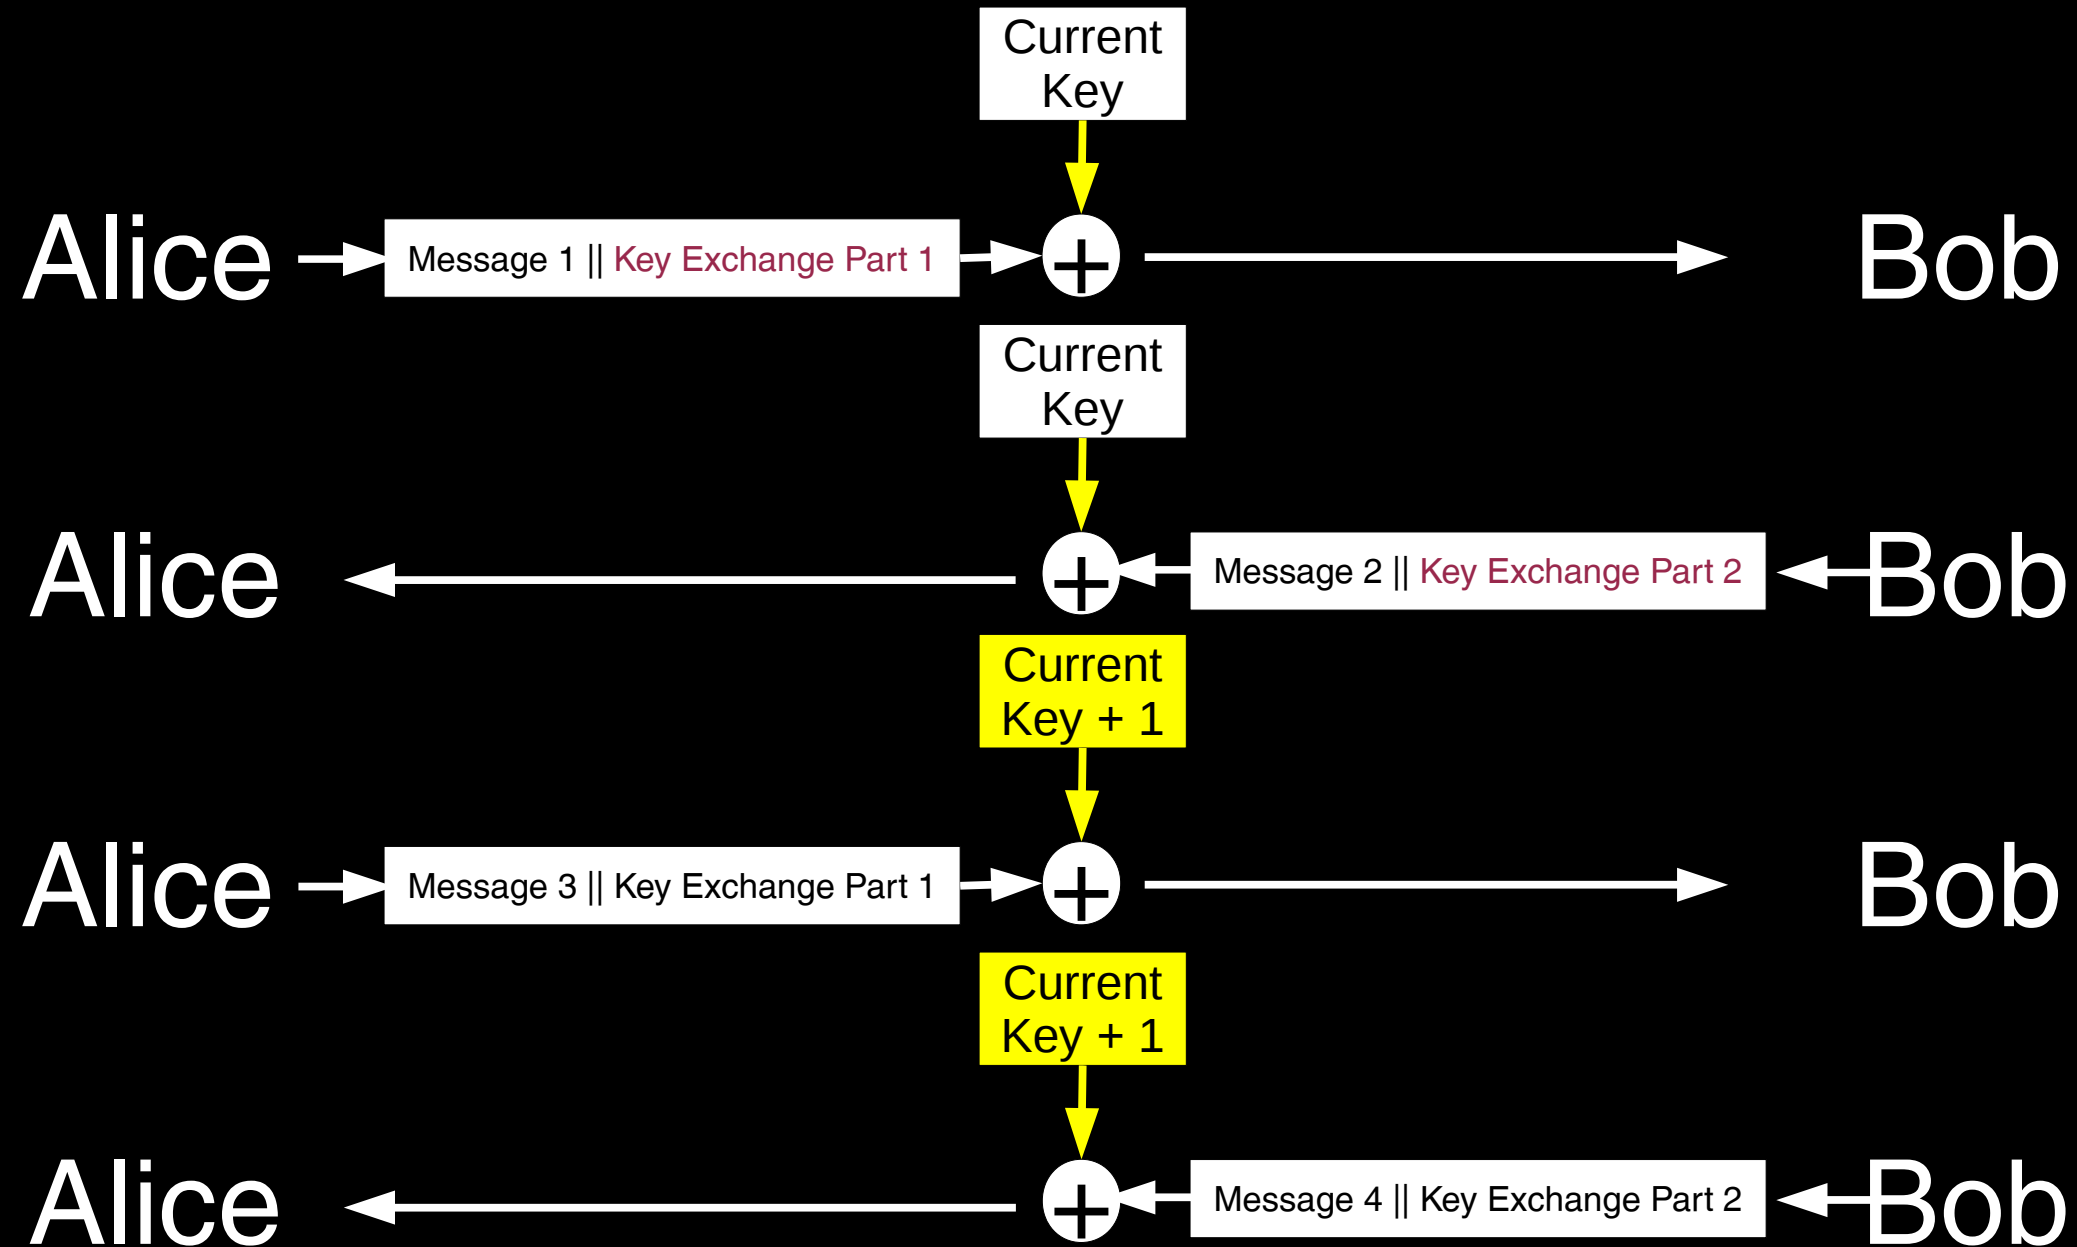 Current
Key
Alice
Message 1 || Key Exchange Part 1
+
Bob
Current
Key
Alice
+
Message 2 || Key Exchange Part 2
Bob
Current
Key + 1
Alice
Message 3 || Key Exchange Part 1
+
Bob
Current
Key + 1
Alice
+
Message 4 || Key Exchange Part 2
Bob